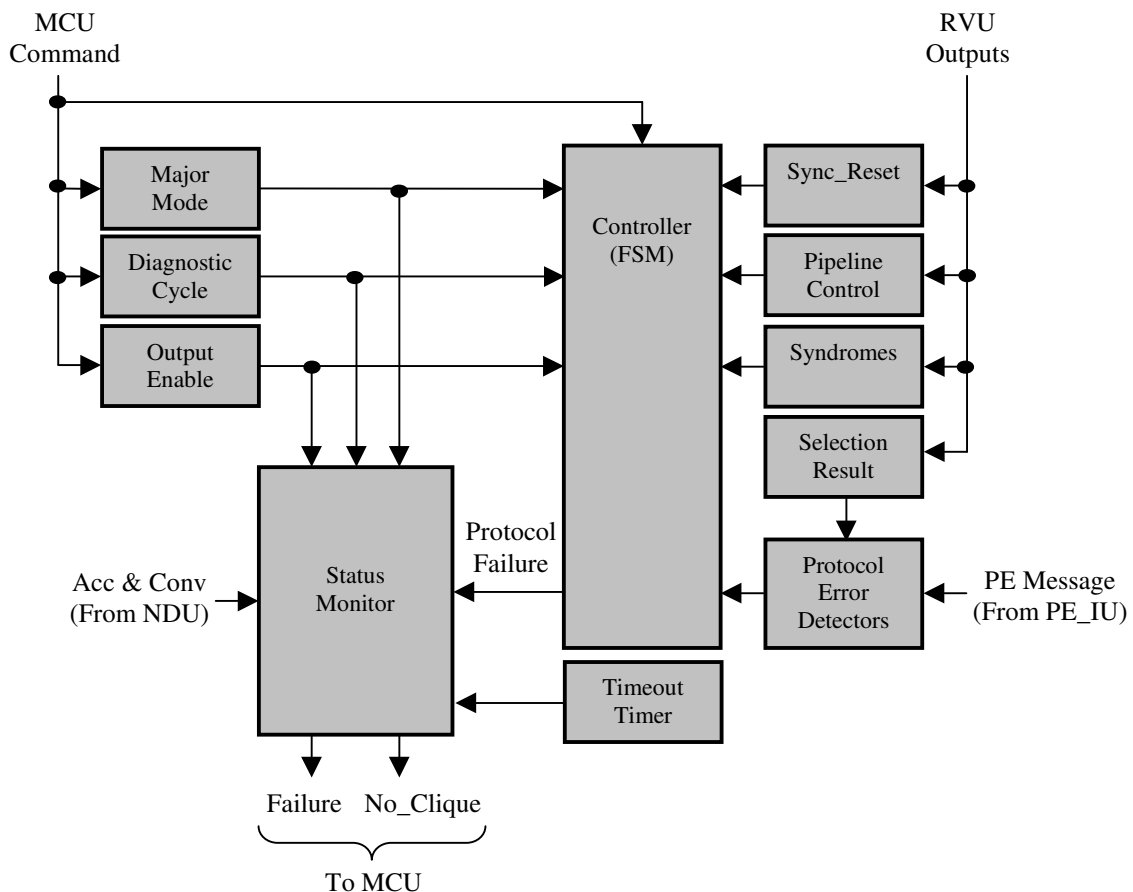 MCU
Command
RVU
Outputs
Major
Mode
Diagnostic
Cycle
Output
Enable
Controller
(FSM)
Sync_Reset
Pipeline
Control
Syndromes
Selection
Result
Protocol
Failure
Status
Monitor
Acc & Conv
(From NDU)
Protocol
Error
Detectors
PE Message
(From PE_IU)
Timeout
Timer
Failure
No_Clique
To MCU